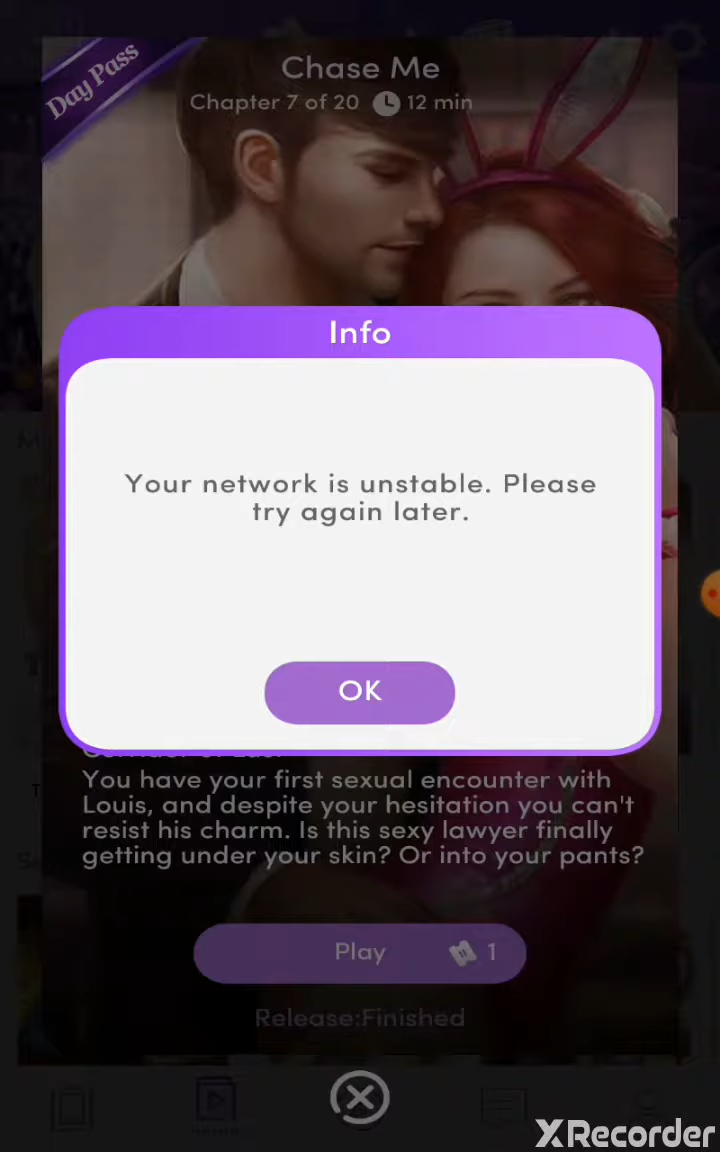 Day Pass
Chase Me
Chapter 7 of 20 12 min
Info
Your network is unstable. Please
try again later.
OK
You have your first sexual encounter with
Louis, and despite your hesitation you can't
resist his charm. Is this sexy lawyer finally
getting under your skin? Or into your pants?
Play 1
Release:Finished
XRecorder